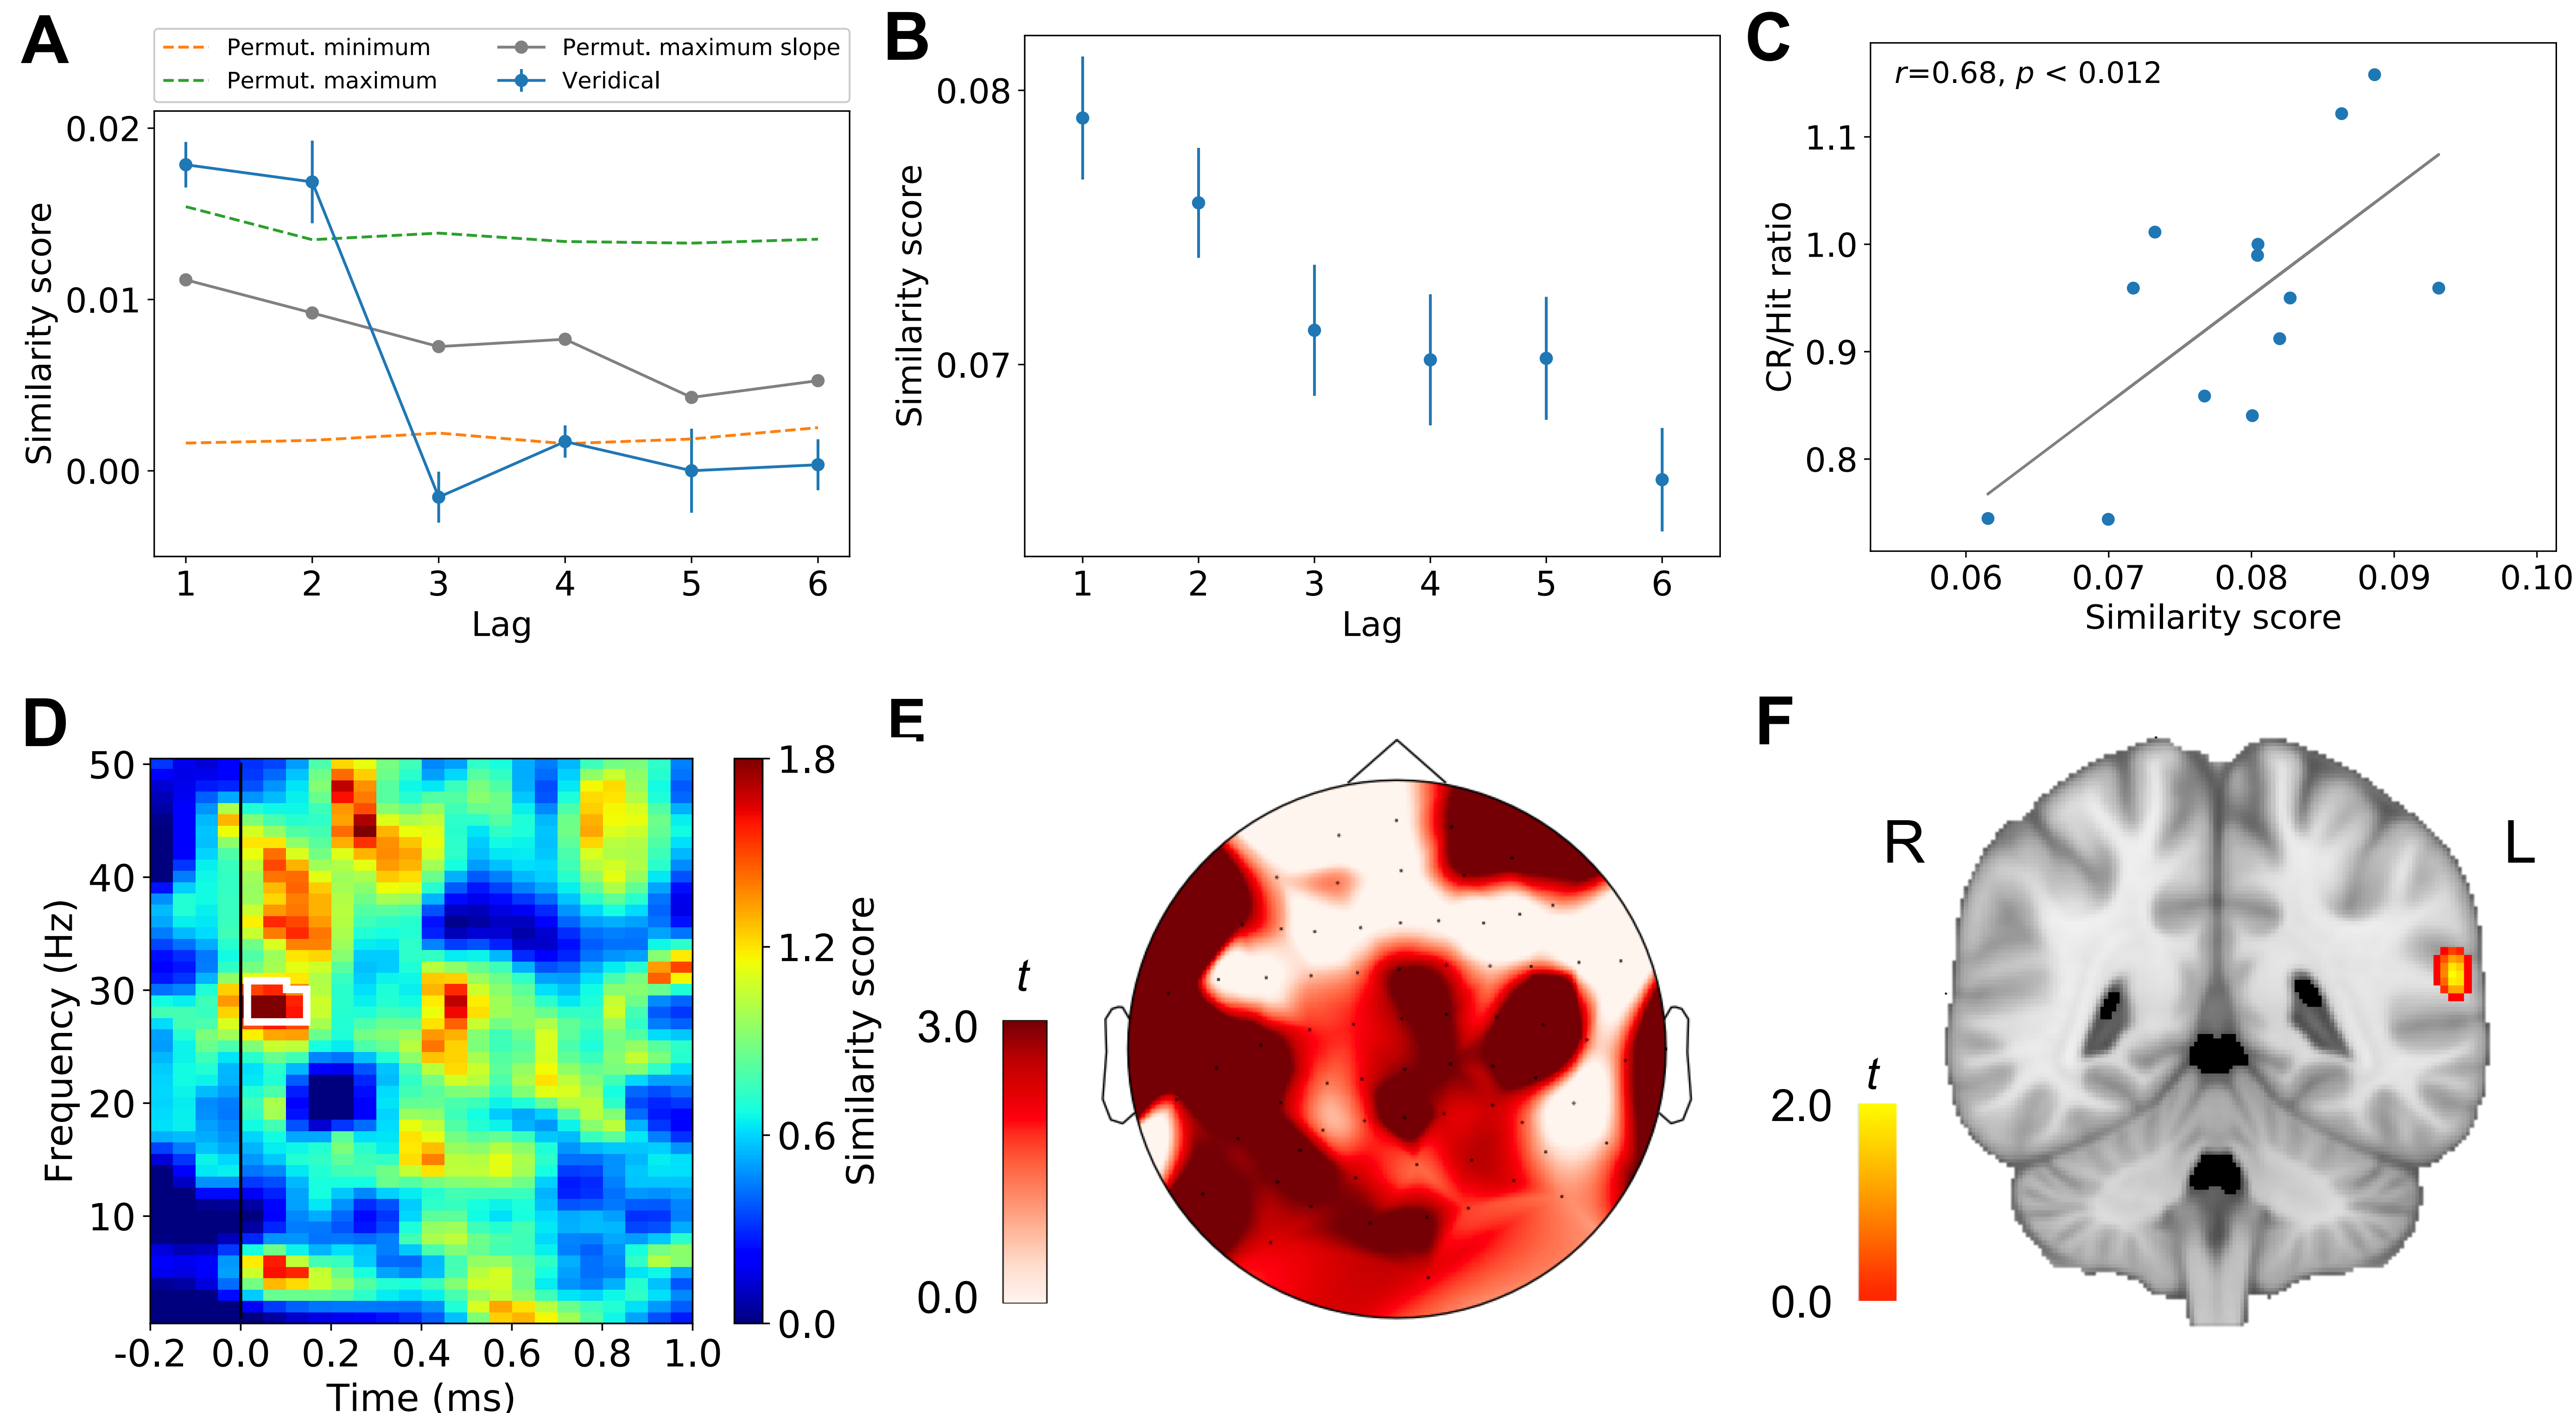 A
Permut. minimum
Permut. maximum
Permut. maximum slope
Veridical
0.02
0.01
0.00
Similarity score
1 2 3 4 5 6
Lag
B
0.08
0.07
Similarity score
1 2 3 4 5 6
Lag
C
r=0.68, p < 0.012
1.1
1.0
0.9
0.8
CR/Hit ratio
0.06 0.07 0.08 0.09 0.10
Similarity score
D
50
40
30
20
10
Frequency (Hz)
-0.2 0.0 0.2 0.4 0.6 0.8 1.0
Time (ms)
1.8
1.2
0.6
0.0
Similarity score
E
t
3.0
0.0
F
R
L
t
2.0
0.0